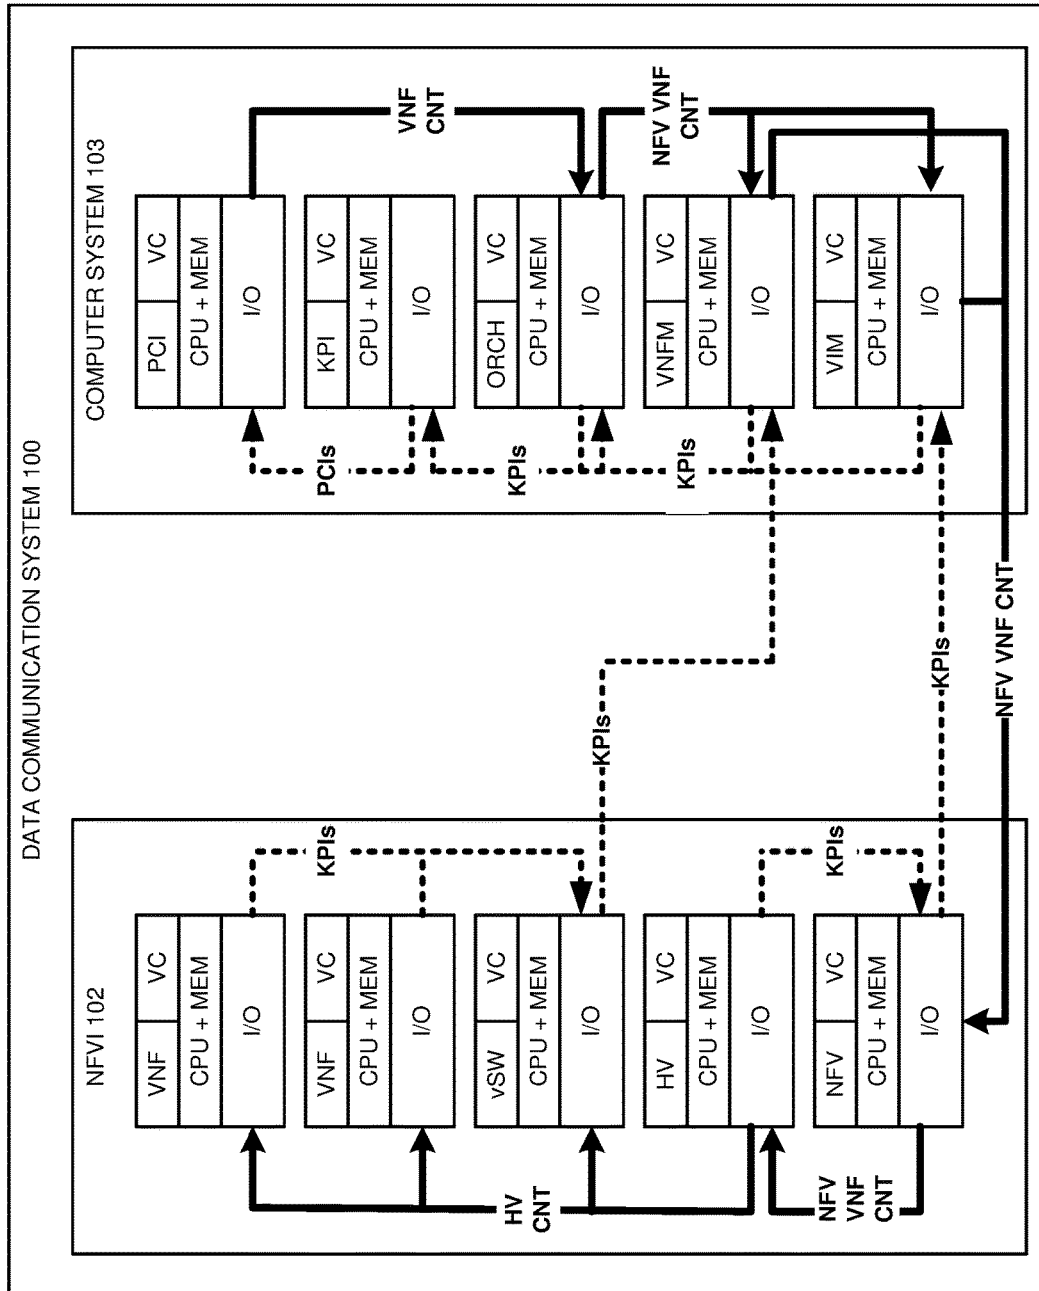 DATA COMMUNICATION SYSTEM 100
NFVI 102
VNF
VC
CPU + MEM
I/O
VNF
VC
CPU + MEM
I/O
vSW
VC
CPU + MEM
I/O
HV
VC
CPU + MEM
I/O
NFV
VC
CPU + MEM
I/O
HV
CNT
NFV
VNF
CNT
KPIs
KPIs
KPIs
KPIs
NFV VNF CNT
COMPUTER SYSTEM 103
PCI
VC
CPU + MEM
I/O
KPI
VC
CPU + MEM
I/O
ORCH
VC
CPU + MEM
I/O
VNFM
VC
CPU + MEM
I/O
VIM
VC
CPU + MEM
I/O
PCIs
KPIs
KPIs
VNF
CNT
NFV VNF
CNT